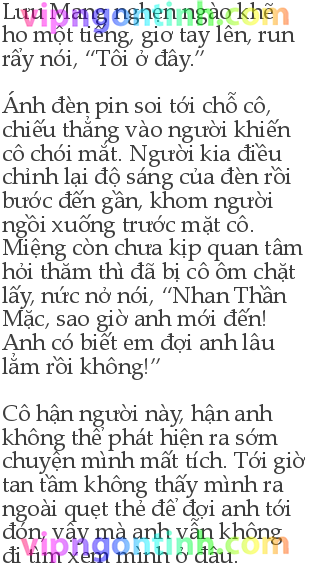 Lưu Mang nghẹn ngào khẽ
ho một tiếng, giơ tay lên, run
rẩy nói, “Tôi ở đây.”
Ánh đèn pin soi tới chỗ cô,
chiếu thẳng vào người khiến
cô chói mắt. Người kia điều
chỉnh lại độ sáng của đèn rồi
bước đến gần, khom người
ngồi xuống trước mặt cô.
Miệng còn chưa kịp quan tâm
hỏi thăm thì đã bị cô ôm chặt
lấy, nức nở nói, “Nhan Thần
Mặc, sao giờ anh mới đến!
Anh có biết em đợi anh lâu
lắm rồi không!”
Cô hận người này, hận anh
không thể phát hiện ra sớm
chuyện mình mất tích. Tới giờ
tan tầm không thấy mình ra
ngoài quẹt thẻ để đợi anh tới
đón, vậy mà anh vẫn không
đi tìm xem mình ở đâu.
vipngontinh.com
vipngontinh.com